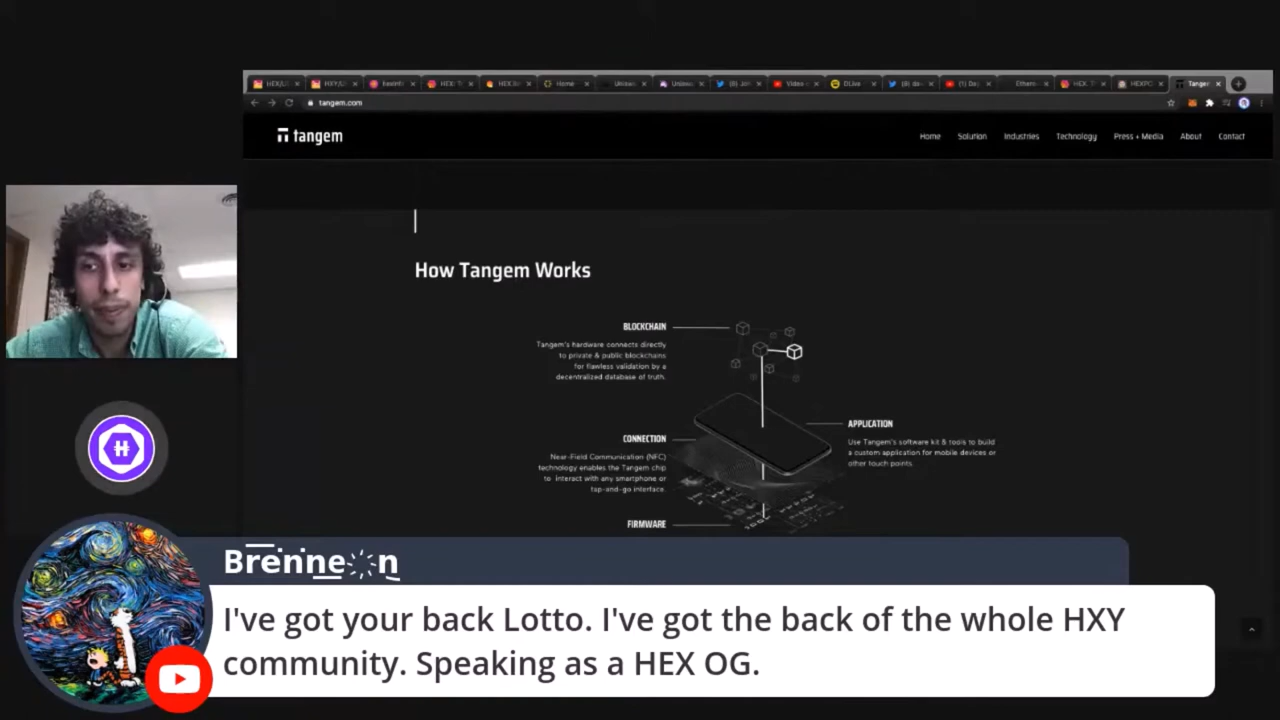 tangem.com
tangem
Home Solution Industries Technology Press + Media About Contact
How Tangem Works
BLOCKCHAIN
Tangem's hardware connects directly
to private & public blockchains
for flawless validation by a
decentralized database of truth.
APPLICATION
Use Tangem's software kit & tools to build
a custom application for mobile devices or
other touch points.
CONNECTION
Near-Field Communication (NFC)
technology enables the Tangem chip
to interact with any smartphone or
tap-and-go interface.
FIRMWARE
Brenne n
I've got your back Lotto. I've got the back of the whole HXY
community. Speaking as a HEX OG.